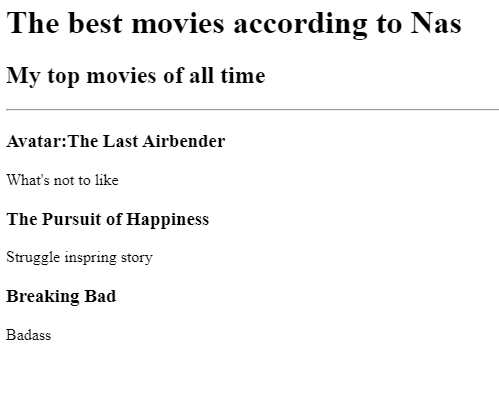 The best movies according to Nas
My top movies of all time
Avatar:The Last Airbender
What's not to like
The Pursuit of Happiness
Struggle inspring story
Breaking Bad
Badass